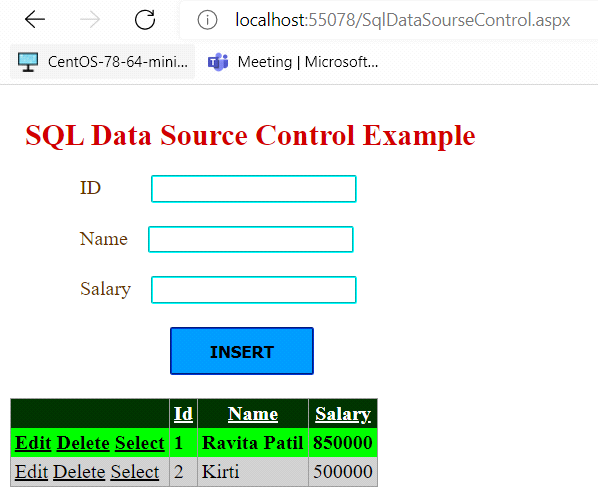 localhost:55078/SqlDataSourseControl.aspx
CentOS-78-64-mini... Meeting | Microsoft...
SQL Data Source Control Example
ID
Name
Salary
INSERT
Id Name Salary
Edit Delete Select 1 Ravita Patil 850000
Edit Delete Select 2 Kirti 500000